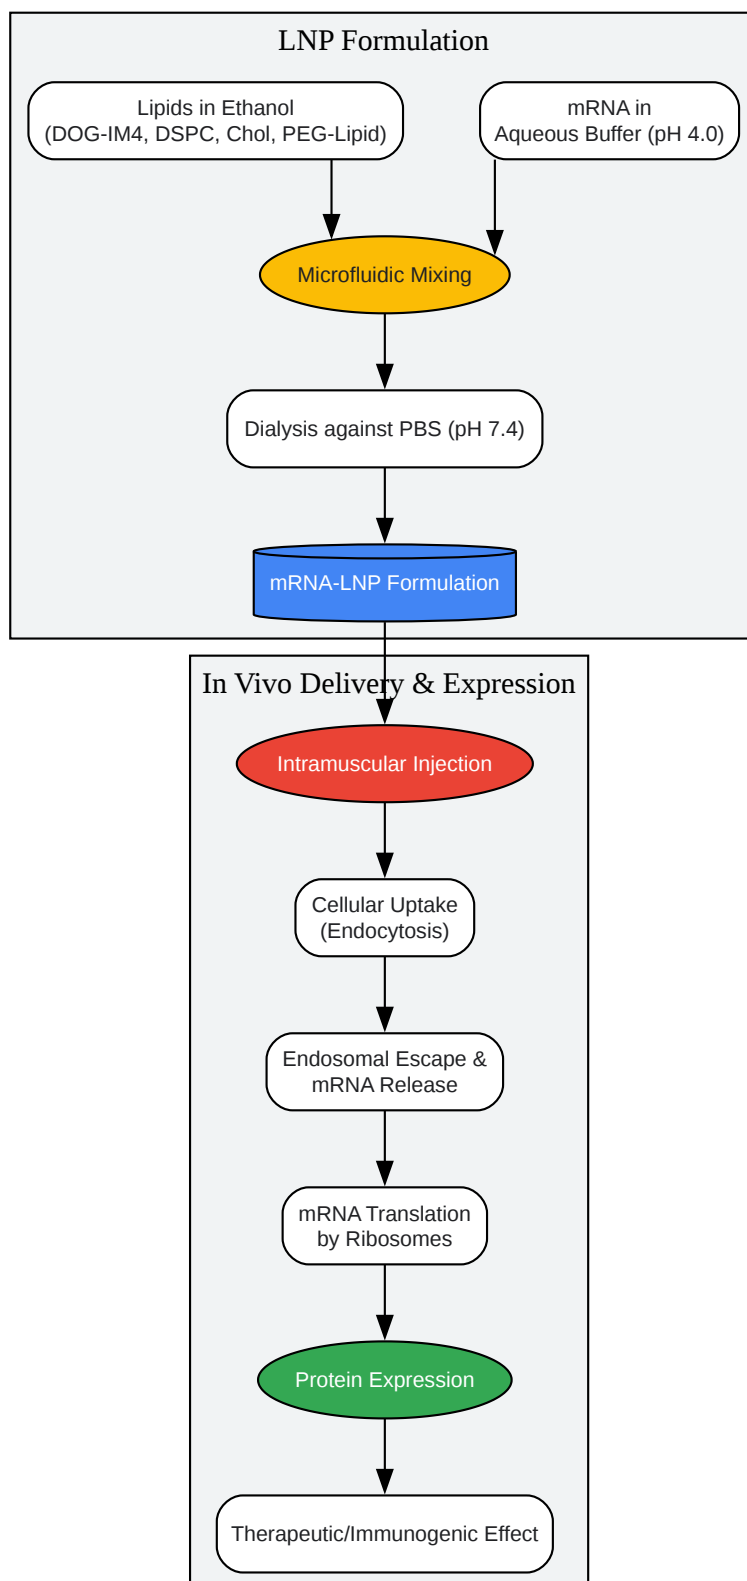 LNP Formulation
Lipids in Ethanol
(DOG-IM4, DSPC, Chol, PEG-Lipid)
mRNA in
Aqueous Buffer (pH 4.0)
Microfluidic Mixing
Dialysis against PBS (pH 7.4)
mRNA-LNP Formulation
In Vivo Delivery & Expression
Intramuscular Injection
Cellular Uptake
(Endocytosis)
Endosomal Escape &
mRNA Release
mRNA Translation
by Ribosomes
Protein Expression
Therapeutic/Immunogenic Effect